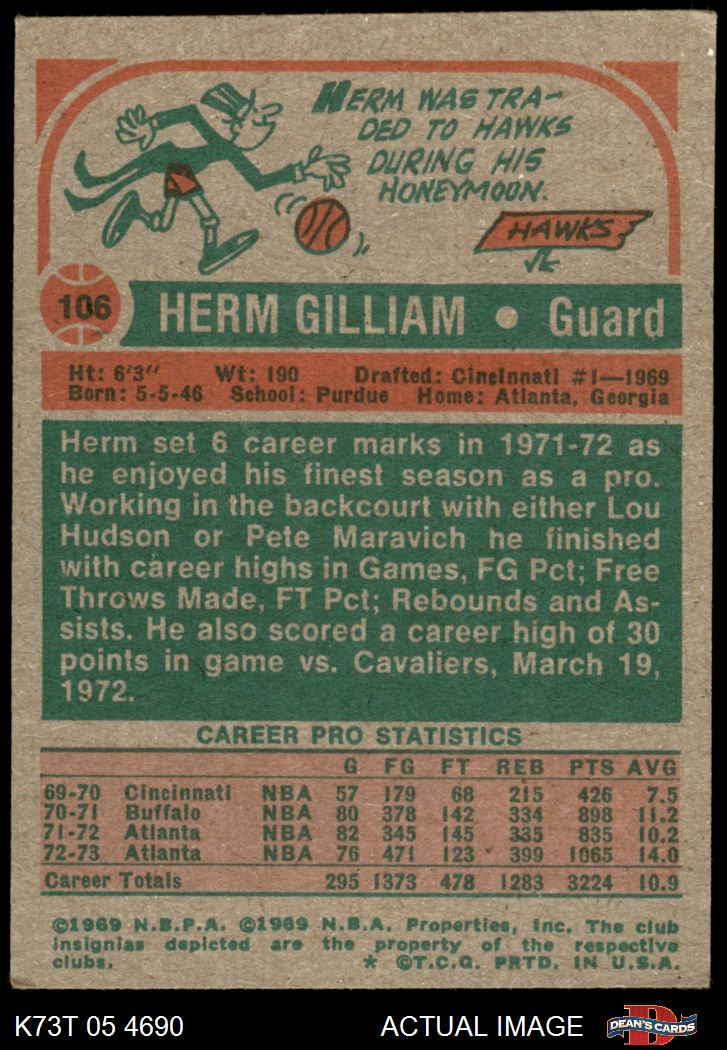 HERM WAS TRA-
DED TO HAWKS
DURING HIS
HONEYMOON.
HAWKS
106
HERM GILLIAM • Guard
Ht: 6'3" Wt: 190 Drafted: Cincinnati #1—1969
Born: 5-5-46 School: Purdue Home: Atlanta, Georgia
Herm set 6 career marks in 1971-72 as
he enjoyed his finest season as a pro.
Working in the backcourt with either Lou
Hudson or Pete Maravich he finished
with career highs in Games, FG Pct; Free
Throws Made, FT Pct; Rebounds and As-
sists. He also scored a career high of 30
points in game vs. Cavaliers, March 19,
1972.
CAREER PRO STATISTICS
G FG FT REB PTS AVG
69-70 Cincinnati NBA 57 179 68 215 426 7.5
70-71 Buffalo NBA 80 378 142 334 898 11.2
71-72 Atlanta NBA 82 345 145 335 835 10.2
72-73 Atlanta NBA 76 471 123 399 1065 14.0
Career Totals 295 1373 478 1283 3224 10.9
©1969 N.B.P.A. ©1969 N.B.A. Properties, Inc. The club
insignias depicted are the property of the respective
clubs. * ©T.C.G. PRTD. IN U.S.A.
K73T 05 4690 ACTUAL IMAGE
DEAN'S CARDS